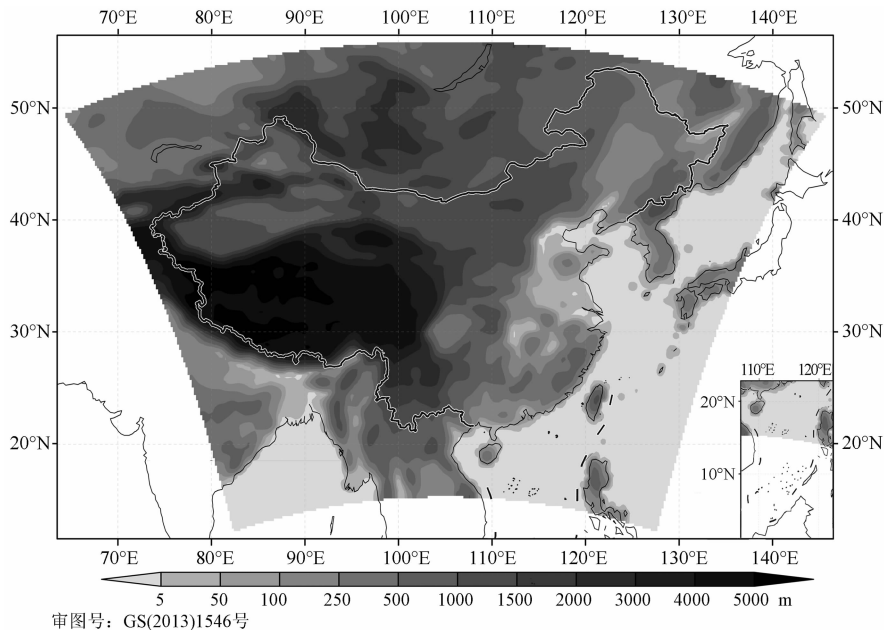 70°E 80°E 90°E 100°E 110°E 120°E 130°E 140°E
50°N 50°N
40°N 40°N
30°N 30°N
110°E 120°E
20°N 20°N 20°N
10°N
70°E 80°E 90°E 100°E 110°E 120°E 130°E 140°E
5 50 100 250 500 1000 1500 2000 3000 4000 5000 m
审图号：GS(2013)1546号